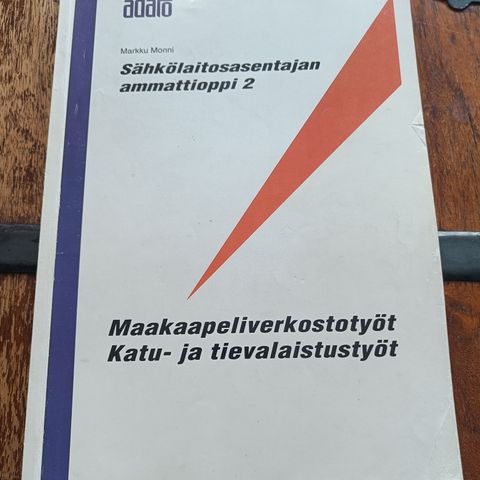 adato
Markku Monni
Sähkölaitosasentajan
ammattioppi 2
Maakaapeliverkostotyöt
Katu- ja tievalaistustyöt